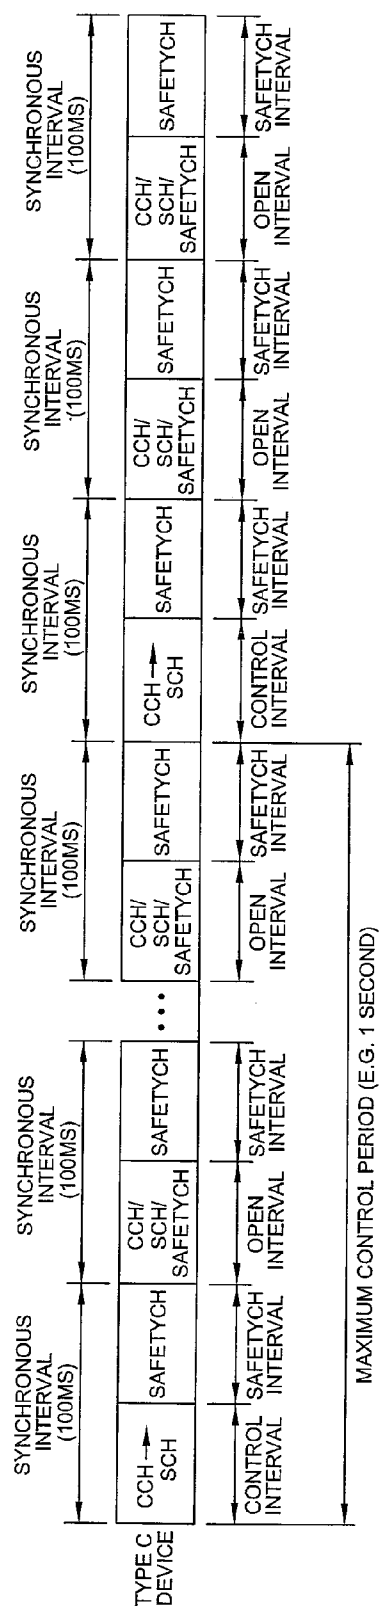 SYNCHRONOUS
INTERVAL
(100MS)
SYNCHRONOUS
INTERVAL
(100MS)
SYNCHRONOUS
INTERVAL
(100MS)
SYNCHRONOUS
INTERVAL
(100MS)
SYNCHRONOUS
INTERVAL
(100MS)
SYNCHRONOUS
INTERVAL
(100MS)
TYPE C
DEVICE
CCH→
SCH
SAFETYCH
CCH/
SCH/
SAFETYCH
SAFETYCH
•••
CCH/
SCH/
SAFETYCH
SAFETYCH
CCH→
SCH
SAFETYCH
CCH/
SCH/
SAFETYCH
SAFETYCH
CCH/
SCH/
SAFETYCH
SAFETYCH
CONTROL
INTERVAL
SAFETYCH
INTERVAL
OPEN
INTERVAL
SAFETYCH
INTERVAL
OPEN
INTERVAL
SAFETYCH
INTERVAL
CONTROL
INTERVAL
SAFETYCH
INTERVAL
OPEN
INTERVAL
SAFETYCH
INTERVAL
OPEN
INTERVAL
SAFETYCH
INTERVAL
MAXIMUM CONTROL PERIOD (E.G. 1 SECOND)